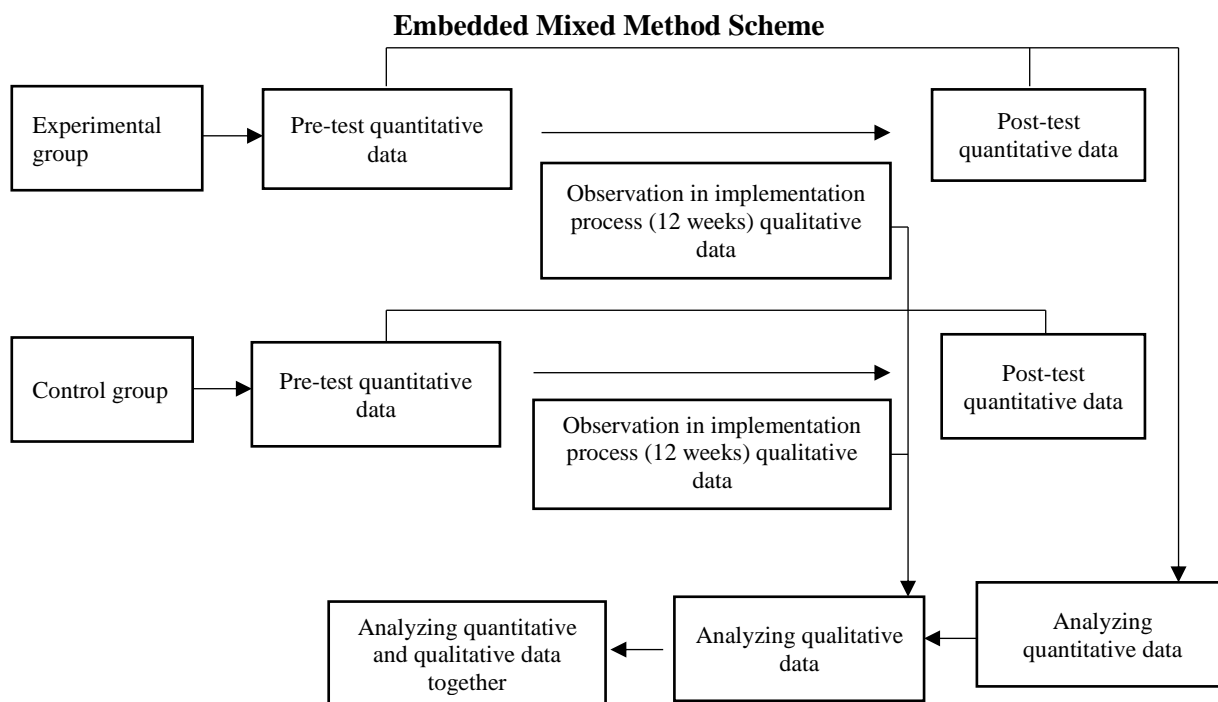 Embedded Mixed Method Scheme
Experimental
group
Pre-test quantitative
data
Post-test
quantitative data
Observation in implementation
process (12 weeks) qualitative
data
Control group
Pre-test quantitative
data
Post-test
quantitative data
Observation in implementation
process (12 weeks) qualitative
data
Analyzing quantitative
and qualitative data
together
Analyzing qualitative
data
Analyzing
quantitative data